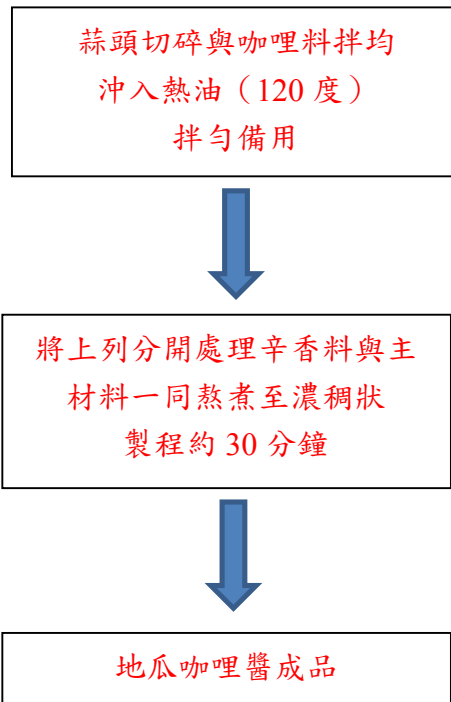 蒜頭切碎與咖哩料拌均
沖入熱油（120 度）
拌勻備用
將上列分開處理辛香料與主
材料一同熬煮至濃稠狀
製程約 30 分鐘
地瓜咖哩醬成品